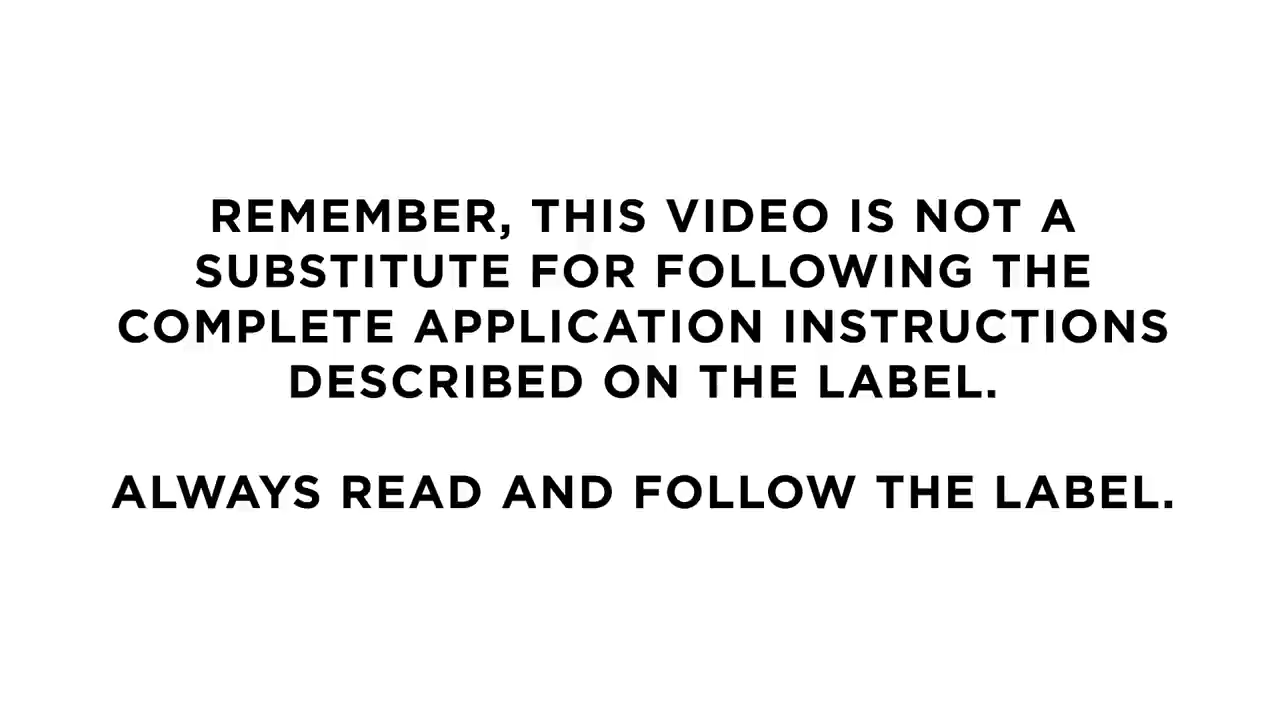 REMEMBER, THIS VIDEO IS NOT A
SUBSTITUTE FOR FOLLOWING THE
COMPLETE APPLICATION INSTRUCTIONS
DESCRIBED ON THE LABEL.
ALWAYS READ AND FOLLOW THE LABEL.